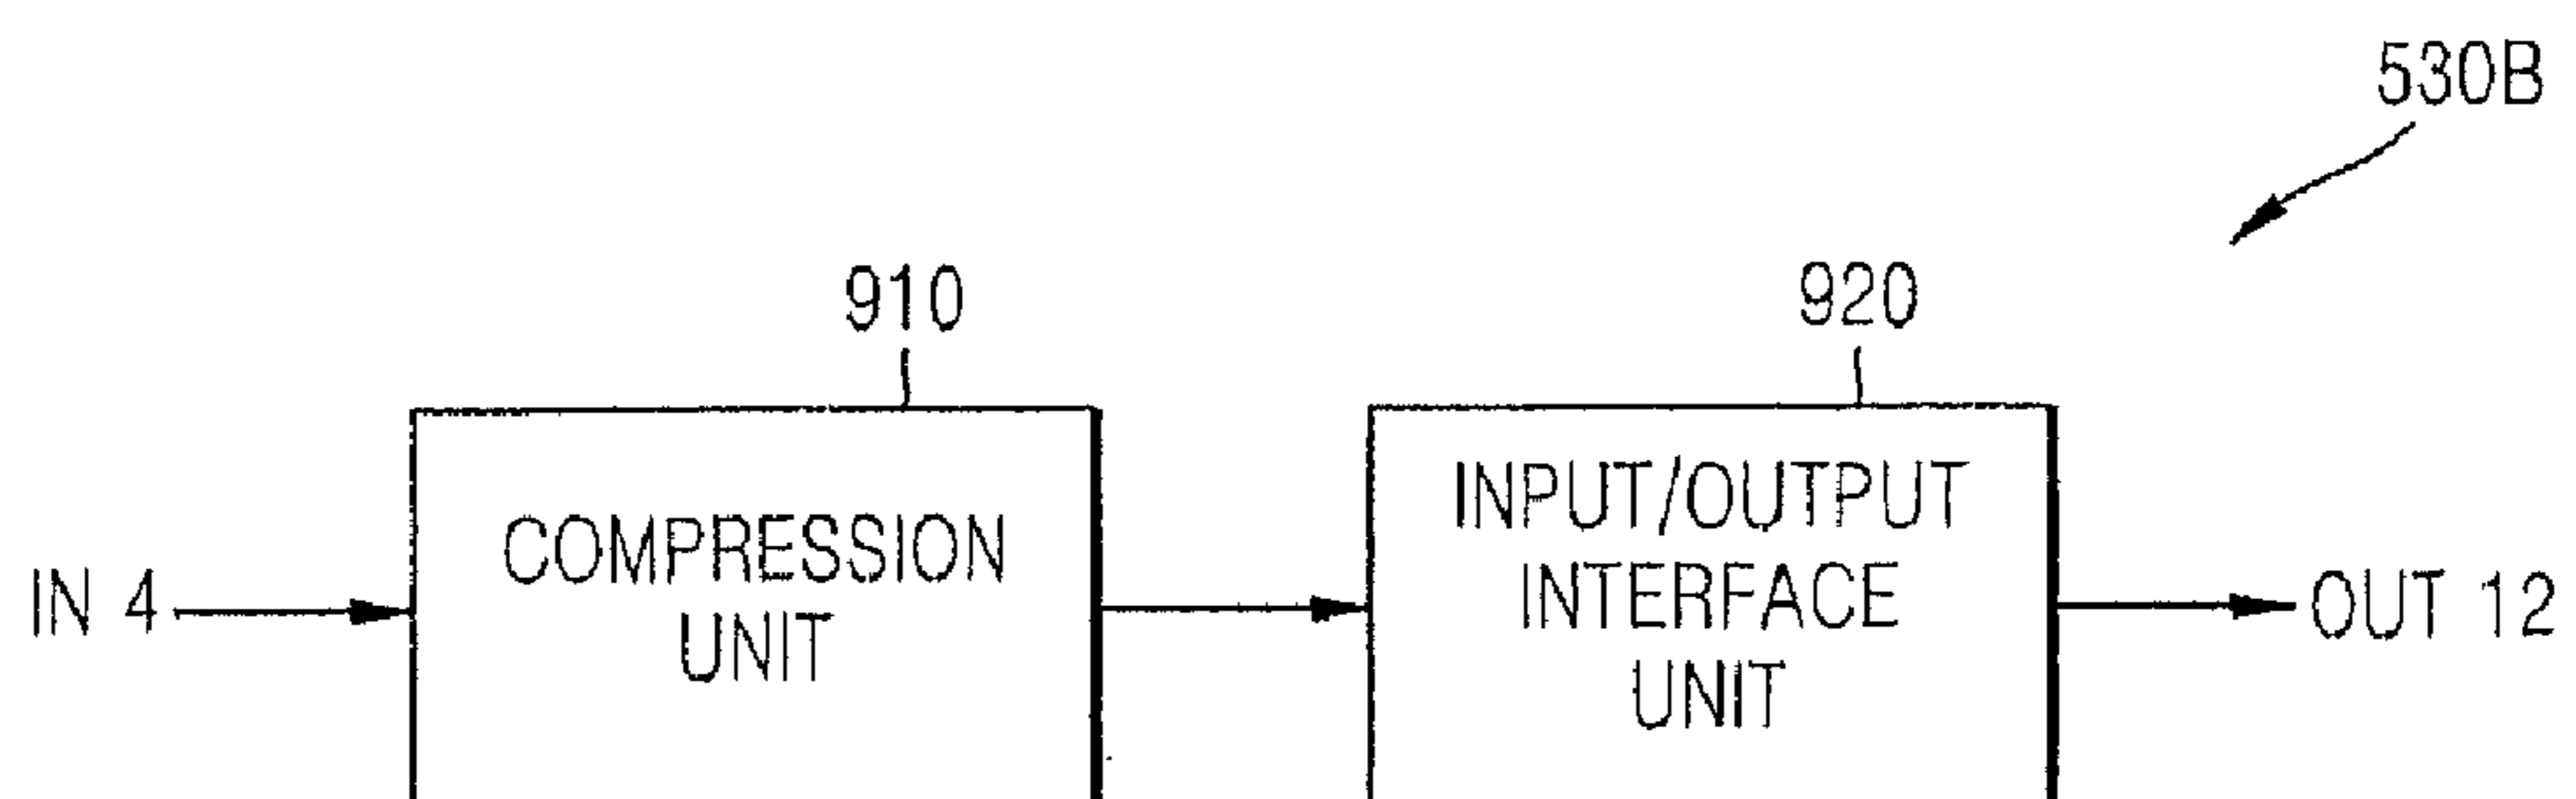 530B
910
920
COMPRESSION
UNIT
INPUT/OUTPUT
INTERFACE
UNIT
IN 4
OUT 12